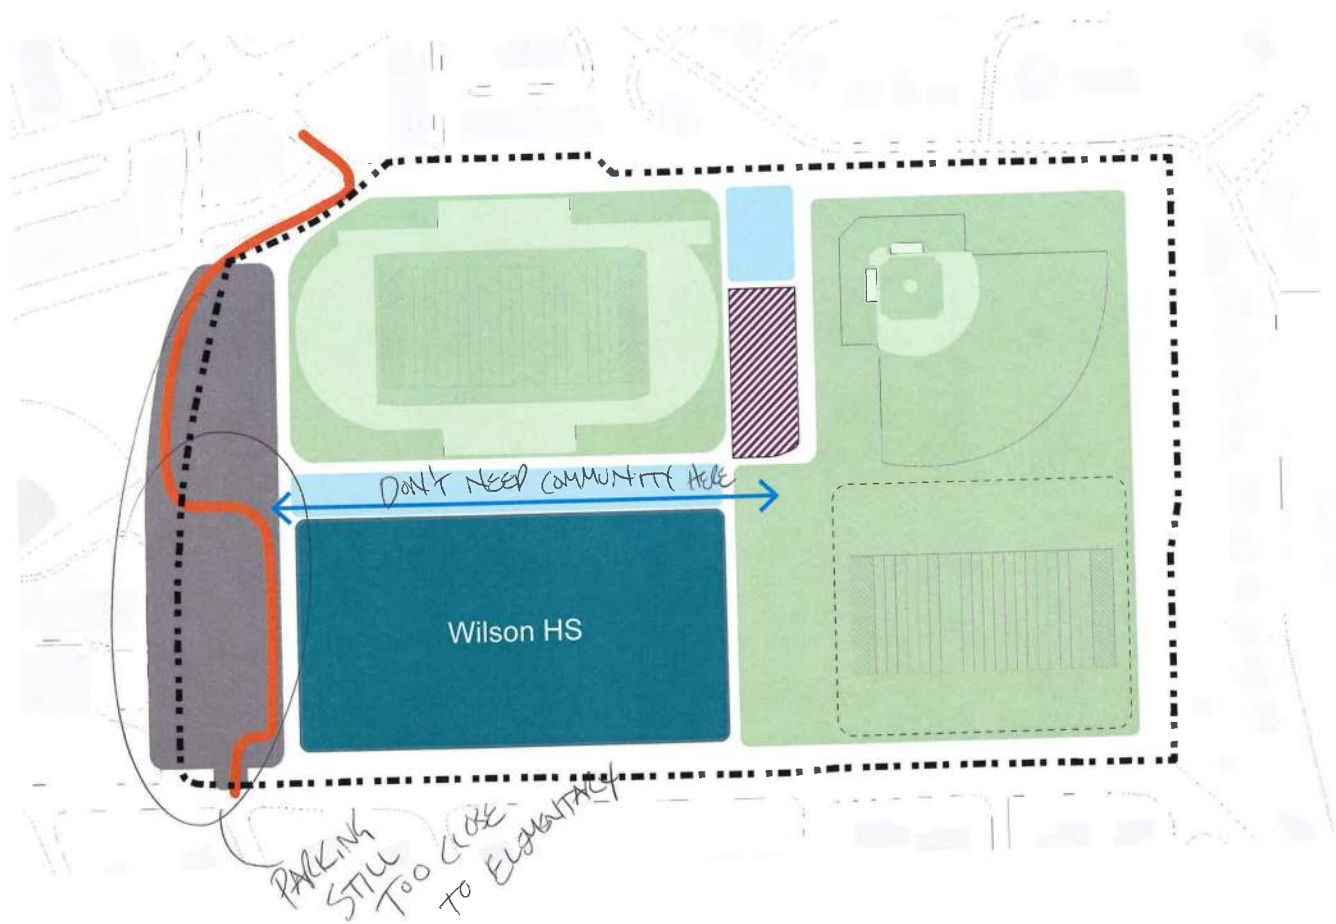 DON'T NEED COMMUNITY HERE
Wilson HS
PARKING
STILL
TOO CLOSE
TO ELEMENTARY